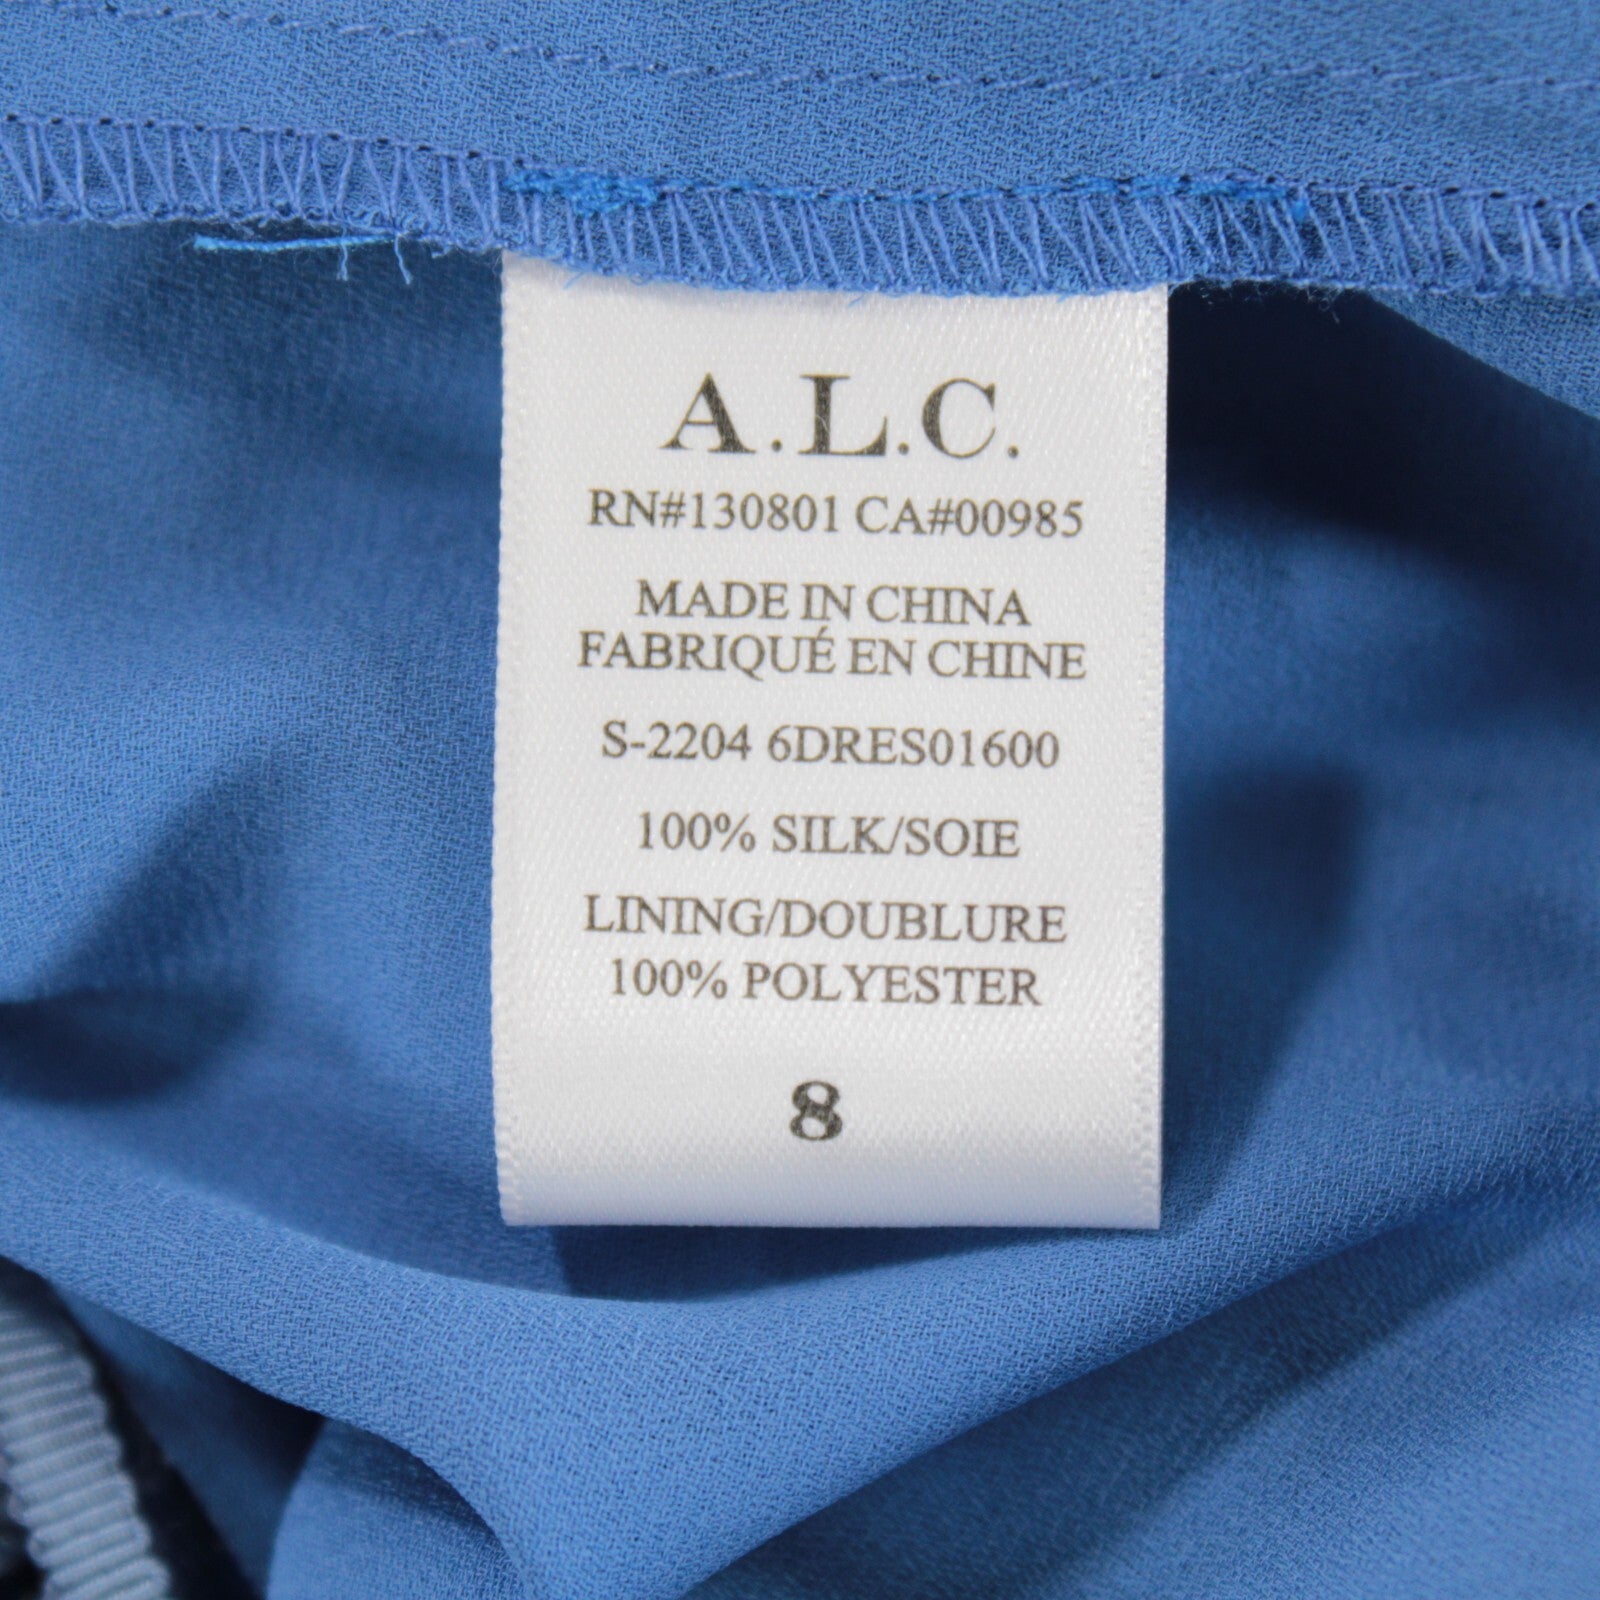 A.L.C.
RN#130801 CA#00985
MADE IN CHINA
FABRIQUÉ EN CHINE
S-2204 6DRES01600
100% SILK/SOIE
LINING/DOUBLURE
100% POLYESTER
8